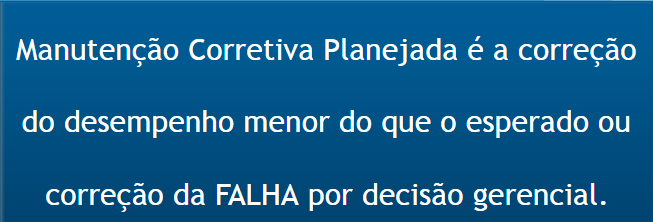 Manutenção Corretiva Planejada é a correção
do desempenho menor do que o esperado ou
correção da FALHA por decisão gerencial.